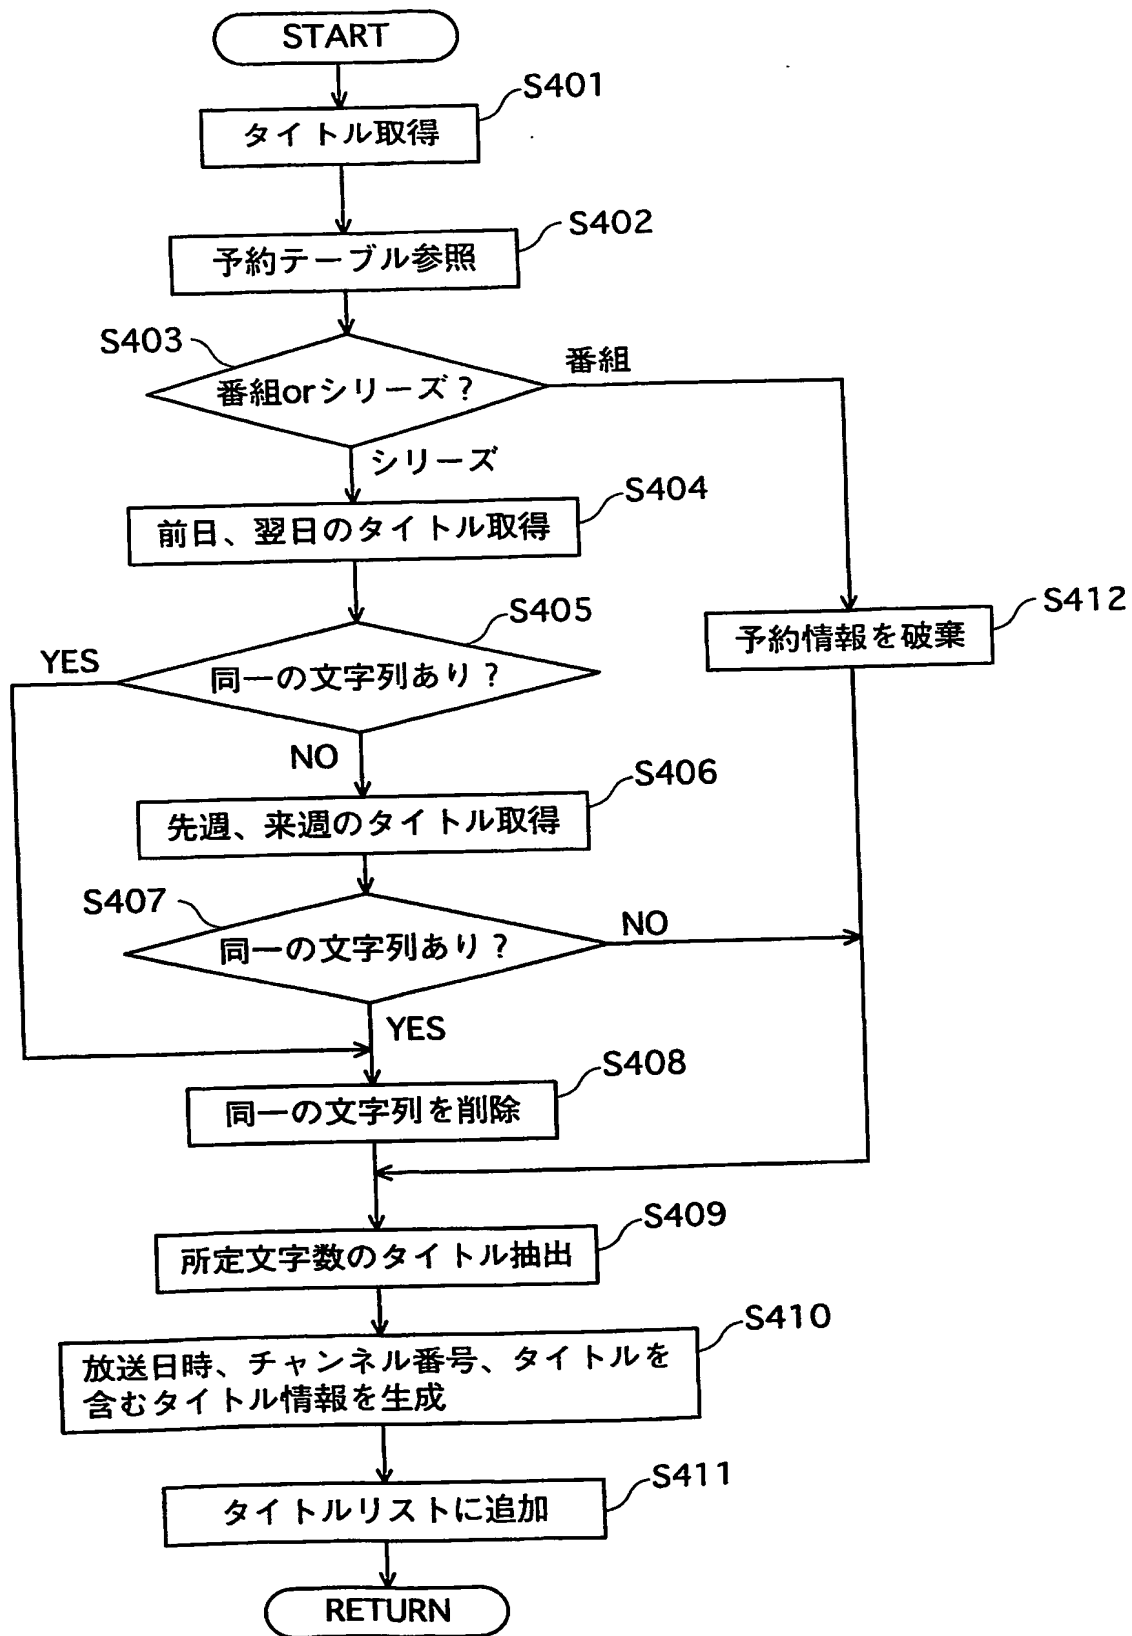 START
S401
タイトル取得
S402
予約テーブル参照
S403
番組orシリーズ?
番組
シリーズ
S404
前日、翌日のタイトル取得
S405
同一の文字列あり?
YES
NO
S412
予約情報を破棄
S406
先週、来週のタイトル取得
S407
同一の文字列あり?
NO
YES
S408
同一の文字列を削除
S409
所定文字数のタイトル抽出
S410
放送日時、チャンネル番号、タイトルを
含むタイトル情報を生成
S411
タイトルリストに追加
RETURN